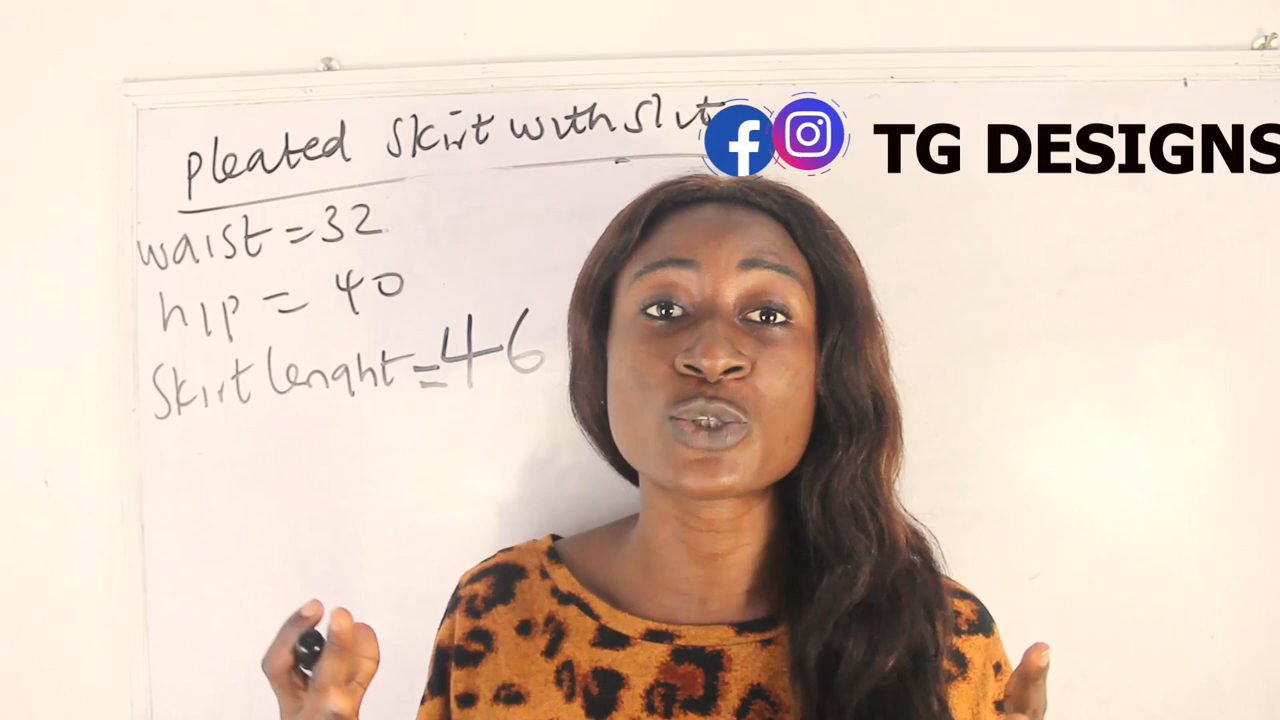 Pleated Skirt with Slit
TG DESIGNS
waist = 32
hip = 40
Skirt lenght = 46